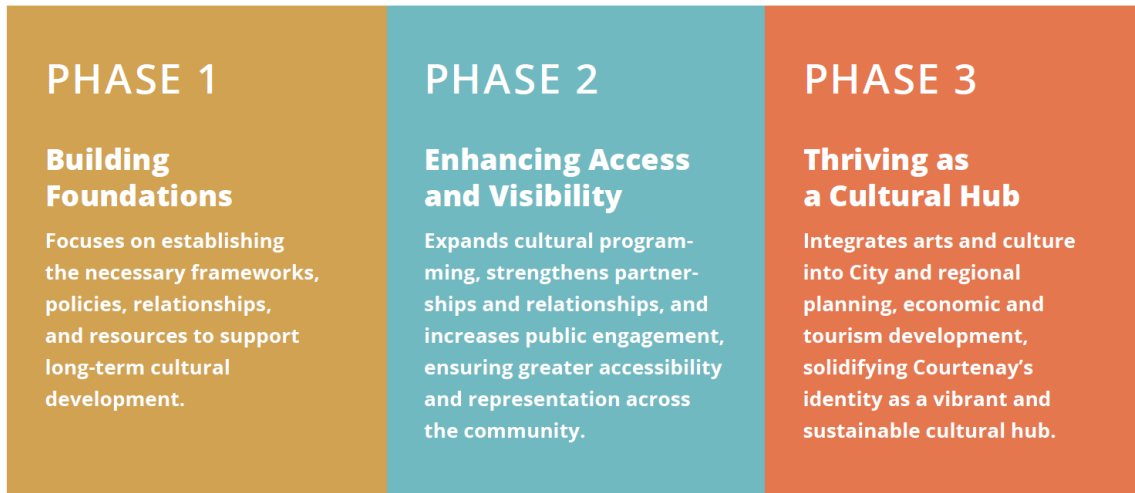 PHASE 1
Building
Foundations
Focuses on establishing
the necessary frameworks,
policies, relationships,
and resources to support
long-term cultural
development.
PHASE 2
Enhancing Access
and Visibility
Expands cultural program-
ming, strengthens partner-
ships and relationships, and
increases public engagement,
ensuring greater accessibility
and representation across
the community.
PHASE 3
Thriving as
a Cultural Hub
Integrates arts and culture
into City and regional
planning, economic and
tourism development,
solidifying Courtenay’s
identity as a vibrant and
sustainable cultural hub.